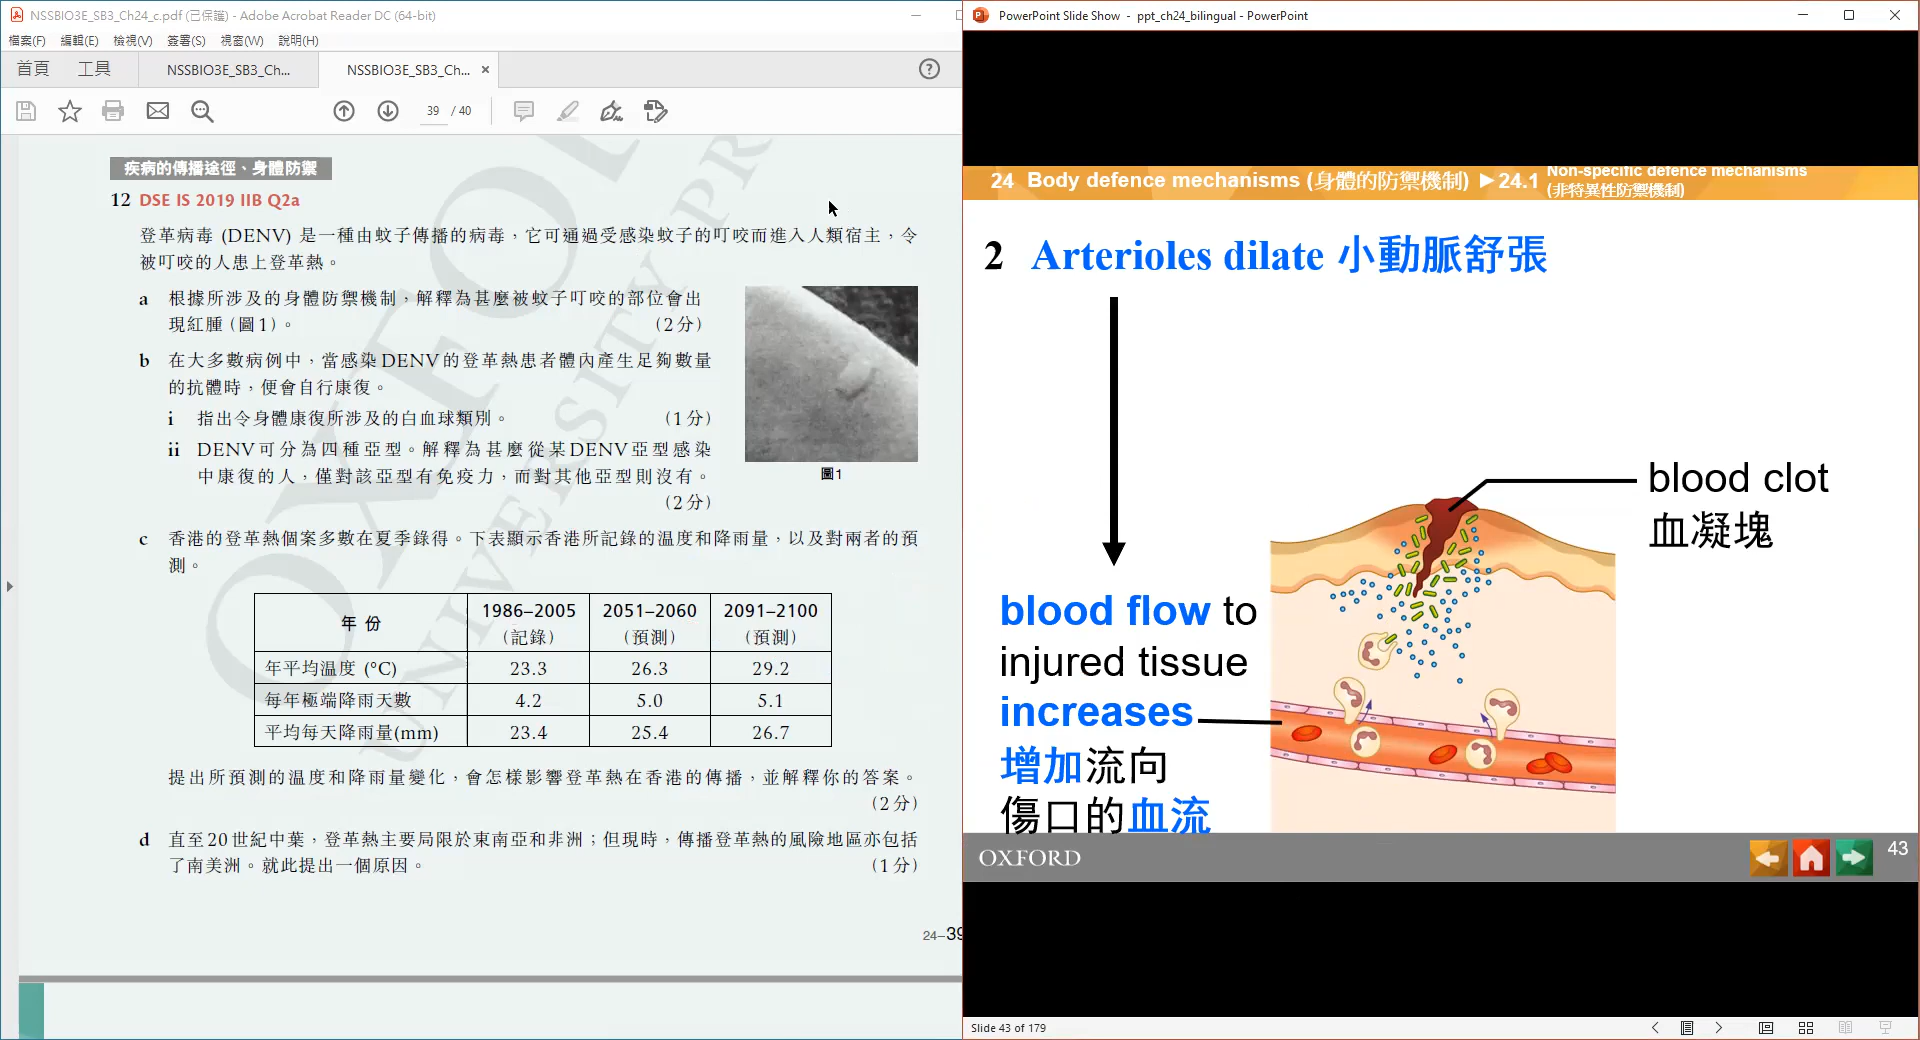 NSSBIO3E_SB3_Ch24_c.pdf (已保護) - Adobe Acrobat Reader DC (64-bit)
檔案(F) 編輯(E) 檢視(V) 簽署(S) 視窗(W) 說明(H)
首頁 工具 NSSBIO3E_SB3_Ch... NSSBIO3E_SB3_Ch... ×
39 / 40
OXFORD
UNIVERSITY PR
疾病的傳播途徑、身體防禦
12 DSE IS 2019 IIB Q2a
登革病毒 (DENV) 是一種由蚊子傳播的病毒，它可通過受感染蚊子的叮咬而進入人類宿主，令
被叮咬的人患上登革熱。
a 根據所涉及的身體防禦機制，解釋為甚麼被蚊子叮咬的部位會出
現紅腫（圖1）。 （2分）
b 在大多數病例中，當感染DENV的登革熱患者體內產生足夠數量
的抗體時，便會自行康復。
i 指出令身體康復所涉及的白血球類別。 （1分）
ii DENV可分為四種亞型。解釋為甚麼從某DENV亞型感染
中康復的人，僅對該亞型有免疫力，而對其他亞型則沒有。
（2分）
圖1
c 香港的登革熱個案多數在夏季錄得。下表顯示香港所記錄的溫度和降雨量，以及對兩者的預
測。
年份 1986–2005（記錄） 2051–2060（預測） 2091–2100（預測）
年平均溫度 (°C) 23.3 26.3 29.2
每年極端降雨天數 4.2 5.0 5.1
平均每天降雨量(mm) 23.4 25.4 26.7
提出所預測的溫度和降雨量變化，會怎樣影響登革熱在香港的傳播，並解釋你的答案。
（2分）
d 直至20世紀中葉，登革熱主要局限於東南亞和非洲；但現時，傳播登革熱的風險地區亦包括
了南美洲。就此提出一個原因。 （1分）
24–39
PowerPoint Slide Show - ppt_ch24_bilingual - PowerPoint
24 Body defence mechanisms (身體的防禦機制) ►24.1 Non-specific defence mechanisms
(非特異性防禦機制)
2 Arterioles dilate 小動脈舒張
blood clot
血凝塊
blood flow to
injured tissue
increases
增加流向
傷口的血流
OXFORD
43
Slide 43 of 179